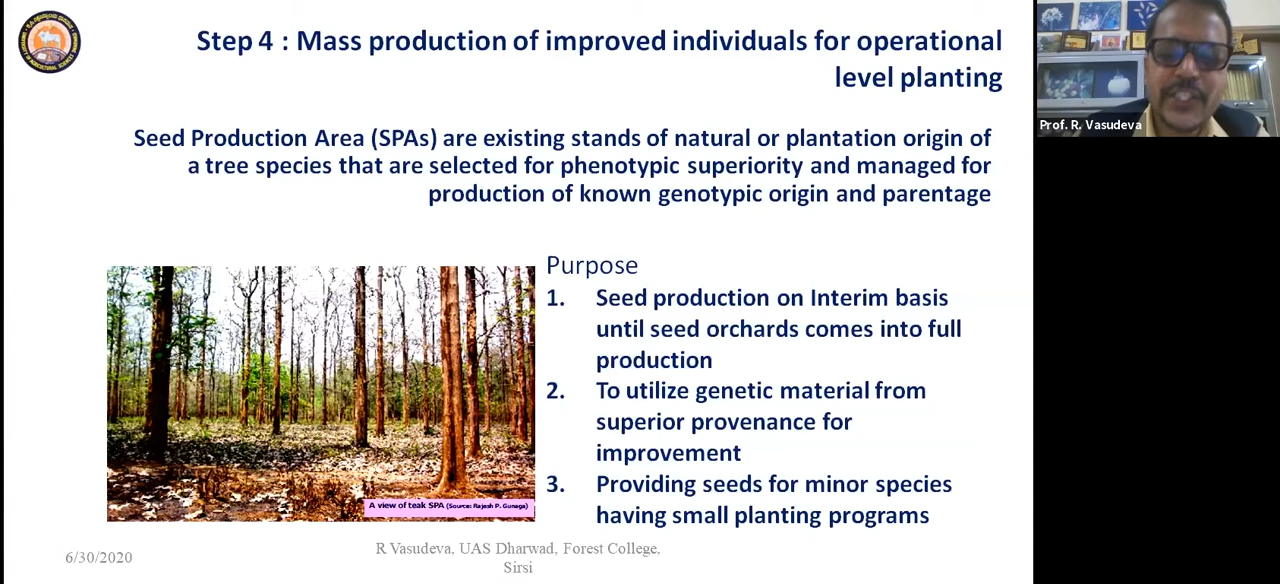 Step 4 : Mass production of improved individuals for operational
level planting
Prof. R. Vasudeva
Seed Production Area (SPAs) are existing stands of natural or plantation origin of
a tree species that are selected for phenotypic superiority and managed for
production of known genotypic origin and parentage
Purpose
1. Seed production on Interim basis
until seed orchards comes into full
production
2. To utilize genetic material from
superior provenance for
improvement
3. Providing seeds for minor species
having small planting programs
A view of teak SPA (Source: Rajesh P. Gunaga)
6/30/2020
R Vasudeva, UAS Dharwad, Forest College,
Sirsi